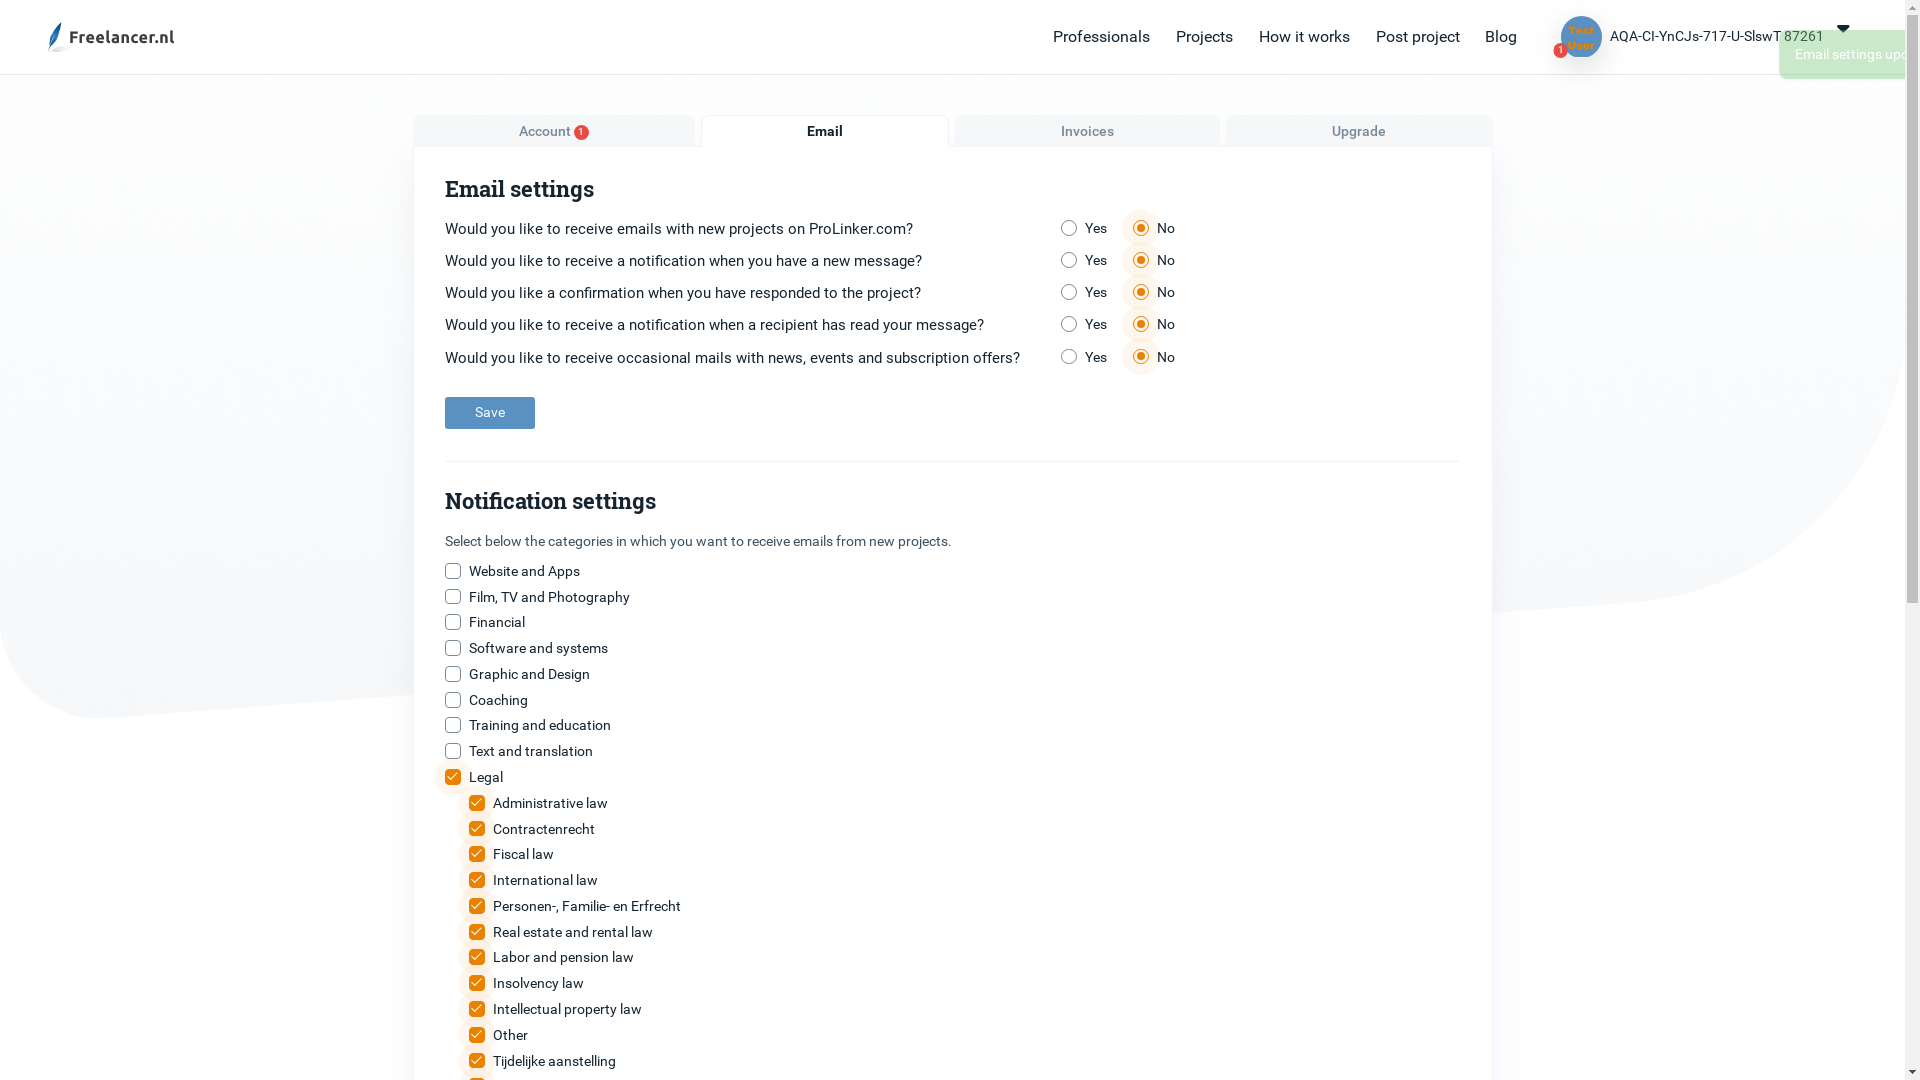 Freelancer.nl
Professionals
Projects
How it works
Post project
Blog
Test User
1
AQA-CI-YnCJs-717-U-SlswT 87261
Email settings
Account 1
Email
Invoices
Upgrade
Email settings
Would you like to receive emails with new projects on ProLinker.com?
Yes
No
Would you like to receive a notification when you have a new message?
Yes
No
Would you like a confirmation when you have responded to the project?
Yes
No
Would you like to receive a notification when a recipient has read your message?
Yes
No
Would you like to receive occasional mails with news, events and subscription offers?
Yes
No
Save
Notification settings
Select below the categories in which you want to receive emails from new projects.
Website and Apps
Film, TV and Photography
Financial
Software and systems
Graphic and Design
Coaching
Training and education
Text and translation
Legal
Administrative law
Contractenrecht
Fiscal law
International law
Personen-, Familie- en Erfrecht
Real estate and rental law
Labor and pension law
Insolvency law
Intellectual property law
Other
Tijdelijke aanstelling